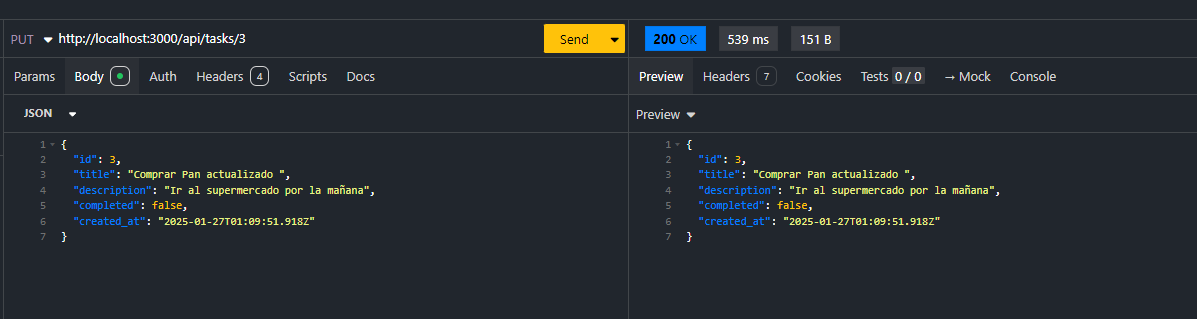 PUT http://localhost:3000/api/tasks/3 Send
Params Body Auth Headers 4 Scripts Docs
JSON
1 {
2 "id": 3,
3 "title": "Comprar Pan actualizado ",
4 "description": "Ir al supermercado por la mañana",
5 "completed": false,
6 "created_at": "2025-01-27T01:09:51.918Z"
7 }
200 OK 539 ms 151 B
Preview Headers 7 Cookies Tests 0 / 0 → Mock Console
Preview
1 {
2 "id": 3,
3 "title": "Comprar Pan actualizado ",
4 "description": "Ir al supermercado por la mañana",
5 "completed": false,
6 "created_at": "2025-01-27T01:09:51.918Z"
7 }